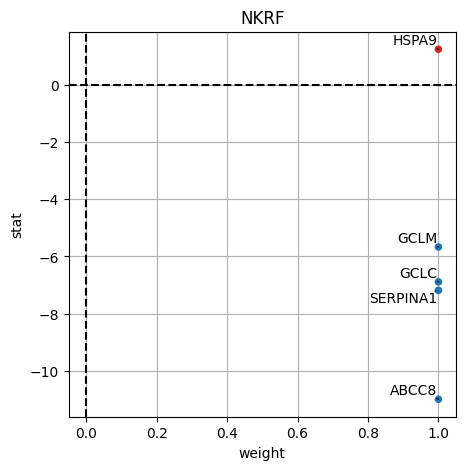 NKRF
HSPA9
0
−2
−4
GCLM
−6
GCLC
SERPINA1
−8
ABCC8
−10
stat
0.0 0.2 0.4 0.6 0.8 1.0
weight